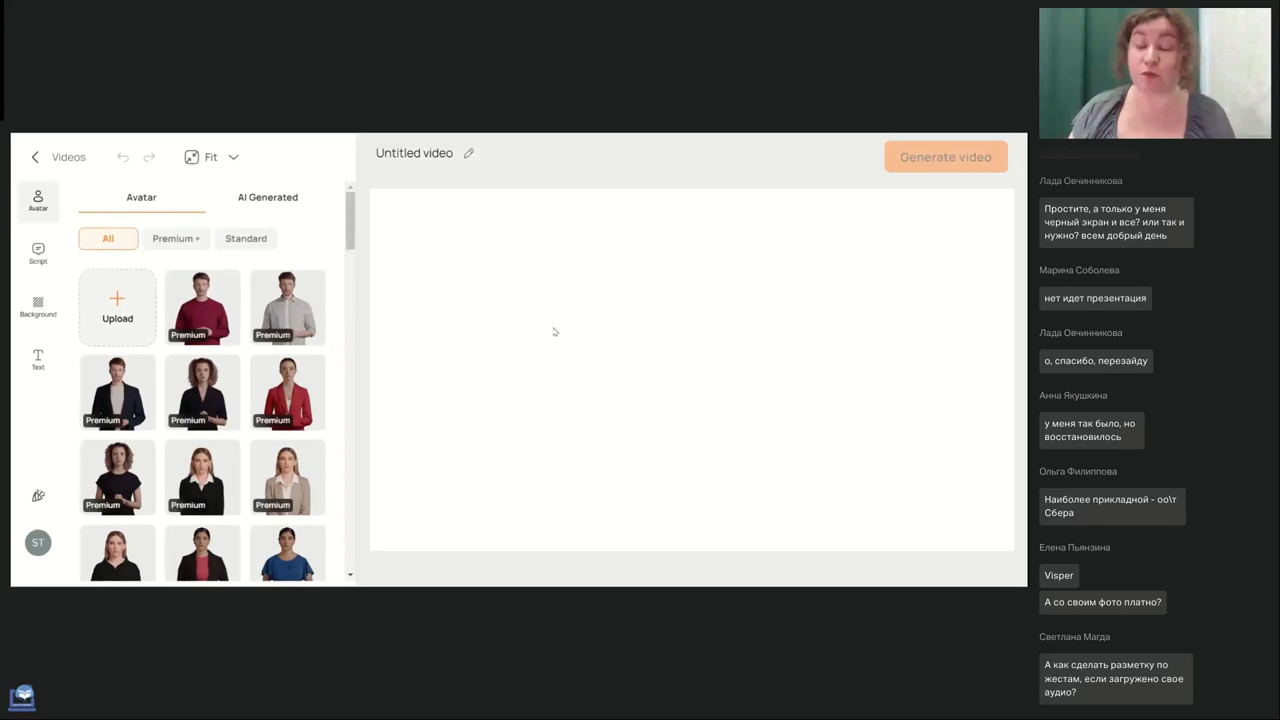 Videos
Fit
Untitled video
Generate video
Avatar
Script
Background
Text
ST
Avatar
AI Generated
All
Premium +
Standard
Upload
Premium
Premium
Premium
Premium
Premium
Premium
Premium
Premium
Лада Овчинникова
Простите, а только у меня
черный экран и все? или так и
нужно? всем добрый день
Марина Соболева
нет идет презентация
Лада Овчинникова
о, спасибо, перезайду
Анна Якушкина
у меня так было, но
восстановилось
Ольга Филиппова
Наиболее прикладной - оо\т
Сбера
Елена Пьянзина
Visper
А со своим фото платно?
Светлана Магда
А как сделать разметку по
жестам, если загружено свое
аудио?